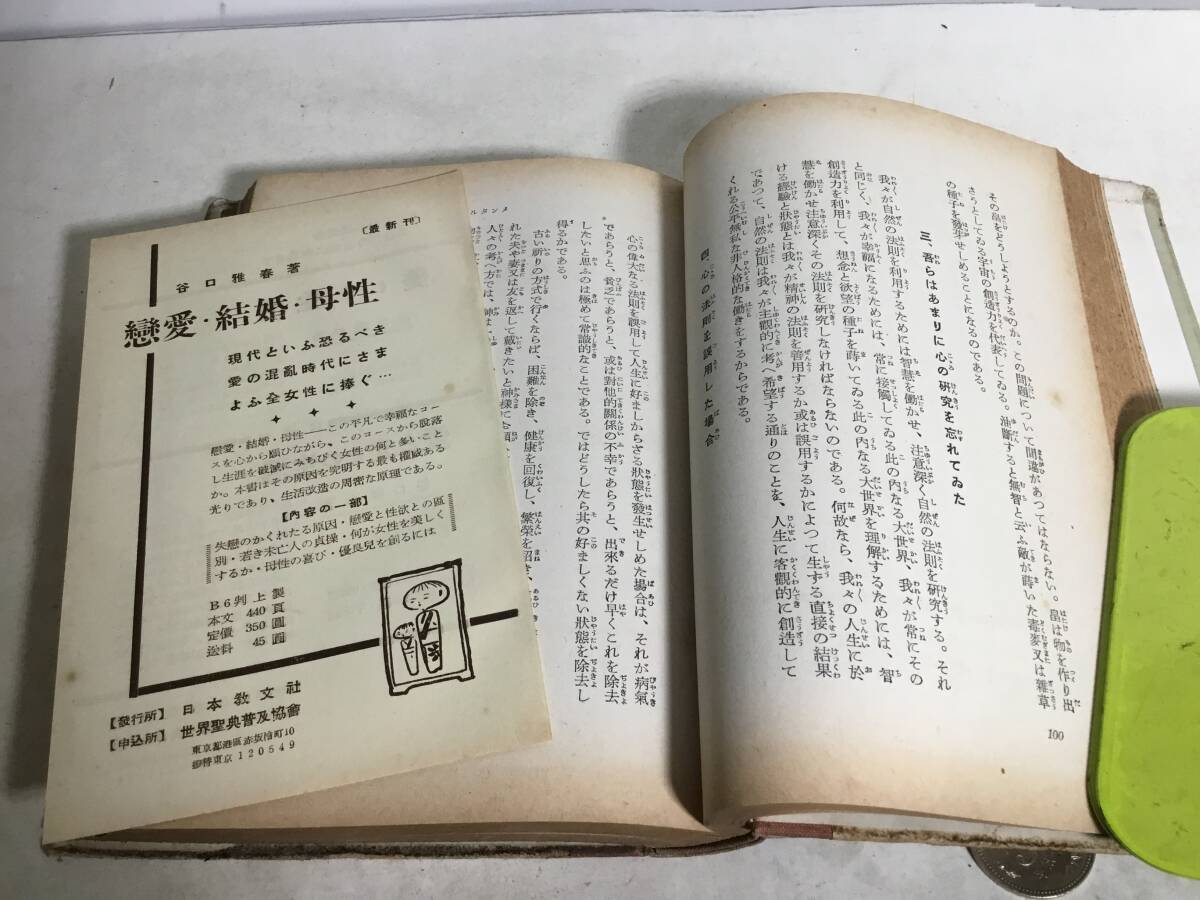 その畠をどうしようとするのか。この問題について間違があつてはならない。畠は物を作り出
さうとしてゐる宇宙の創造力を代表してゐる。油斷すると無智と云ふ敵が蒔いた毒麥又は雜草
の種子を發生せしめることになるのである。
三、吾らはあまりに心の硏究を忘れてゐた
我々が自然の法則を利用するためには智慧を働かせ、注意深く自然の法則を硏究する。それ
と同じく、我々が幸福になるためには、常に接觸してゐる此の內なる大世界、我々が常にその
創造力を利用して、想念と欲望の種子を蒔いてゐる此の內なる大世界を理解するためには、智
慧を働かせ注意深くその法則を硏究しなければならないのである。何故なら、我々の人生に於
ける經驗と狀態とは我々が精神の法則を善用するか或は誤用するかによつて生ずる直接の結果
であつて、自然の法則は我々が主觀的に考へ希望する通りのことを、人生に客觀的に創造して
くれる公平無私な非人格的な働きをするからである。
四、心の法則を誤用した場合
100
心の偉大なる法則を誤用して人生に好ましからざる狀態を發生せしめた場合は、それが病氣
であらうと、貧乏であらうと、或は對他的關係の不幸であらうと、出來るだけ早くこれを除去
したいと思ふのは極めて常識的なことである。ではどうしたら其の好ましくない狀態を除去し
得るかである。
古い祈りの方式で行くならば、困難を除き、健康を回復し、繁榮を招き、
れた夫や妻又は友を返して戴きたいと神樣に
人々の考へ方では、神は
〔最新刊〕
谷口雅春著
戀愛・結婚・母性
現代といふ恐るべき
愛の混亂時代にさま
よふ全女性に捧ぐ…
戀愛・結婚・母性——この平凡で幸福なコー
スを心から願ひながら、このコースから脫落
し生涯を破滅にみちびく女性の何と多いこと
か。本書はその原因を究明する最も權威ある
光りであり、生活改造の周密な原理である。
【內容の一部】
失戀のかくれたる原因・戀愛と性欲との區
別・若き未亡人の貞操・何が女性を美しく
するか・母性の喜び・優良兒を創るには
B6判上製
本文 440頁
定價 350圓
送料 45圓
【發行所】 日本敎文社
【申込所】 世界聖典普及協會
東京都港區赤坂檜町10
振替東京 120549